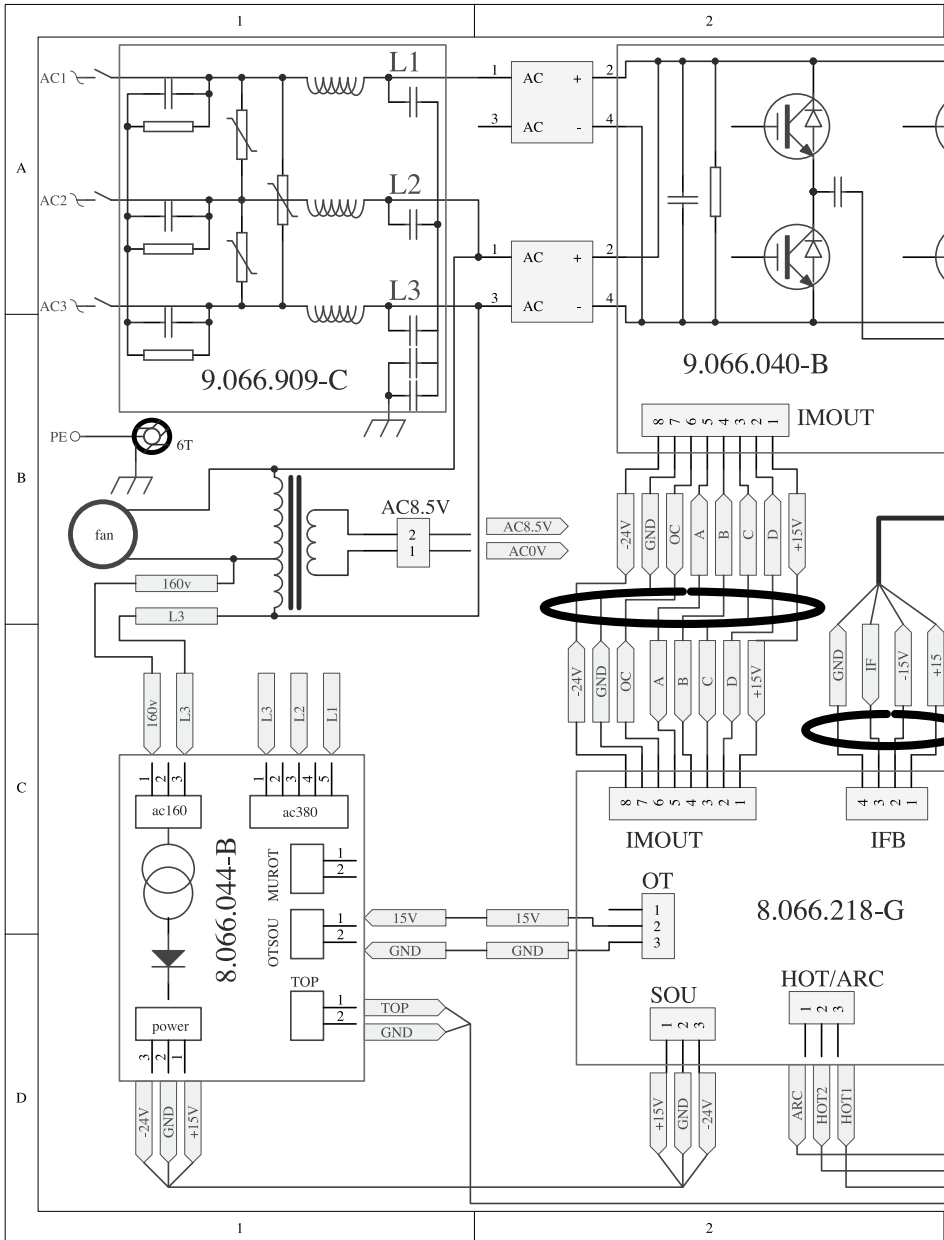 1 2
AC1 L1 1 AC + 2
A 3 AC - 4
AC2 L2
1 AC + 2
AC3 L3 3 AC - 4
9.066.909-C 9.066.040-B
PE 6T
B
8 7 6 5 4 3 2 1 IMOUT
-24V GND OC A B C D +15V
fan
AC8.5V
2
1
AC8.5V
AC0V
160v
L3
GND IF -15V +15
-24V GND OC A B C D +15V
160v L3 L3 L2 L1
C
1 2 3 1 2 3 4 5
ac160 ac380
8 7 6 5 4 3 2 1 4 3 2 1
IMOUT IFB
8.066.044-B
MUROT 1 2
OTSOU 1 2
15V 15V
GND GND
OT
1
2
3
8.066.218-G
TOP
1
2
TOP
GND
SOU
1 2 3
HOT/ARC
1 2 3
power
3 2 1
D
-24V GND +15V
+15V GND -24V
ARC HOT2 HOT1
1 2